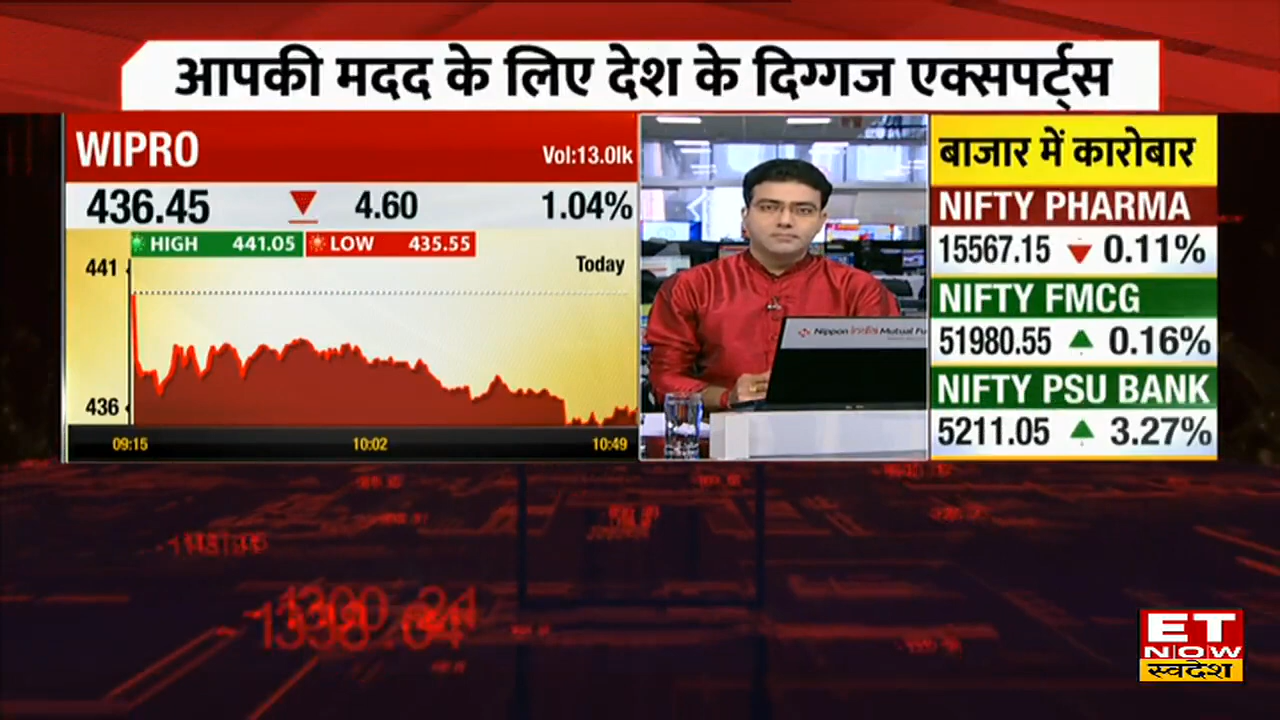 आपकी मदद के लिए देश के दिग्गज एक्सपर्ट्स
WIPRO
Vol:13.0lk
436.45 4.60 1.04%
HIGH 441.05 LOW 435.55
Today
441
436
09:15 10:02 10:49
Nippon India Mutual Fu
बाजार में कारोबार
NIFTY PHARMA
15567.15 0.11%
NIFTY FMCG
51980.55 0.16%
NIFTY PSU BANK
5211.05 3.27%
ET
NOW
स्वदेश